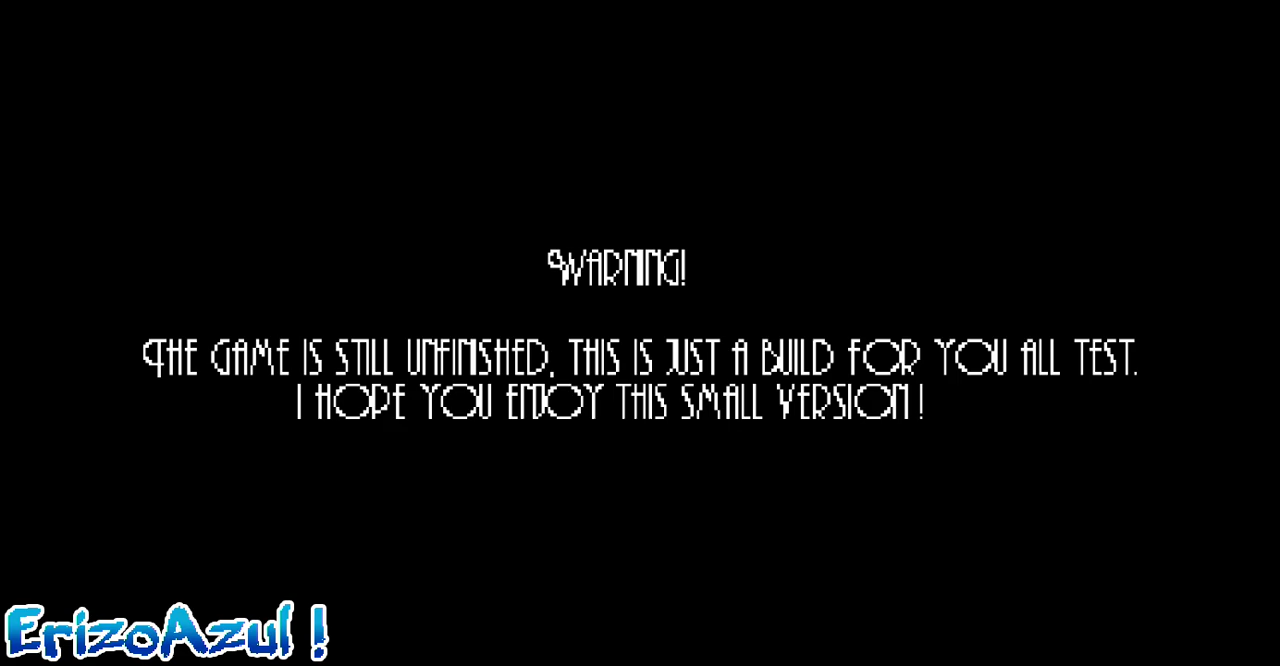 Warning!
The game is still unfinished, this is just a build for you all test.
I hope you enjoy this small version!
ErizoAzul!